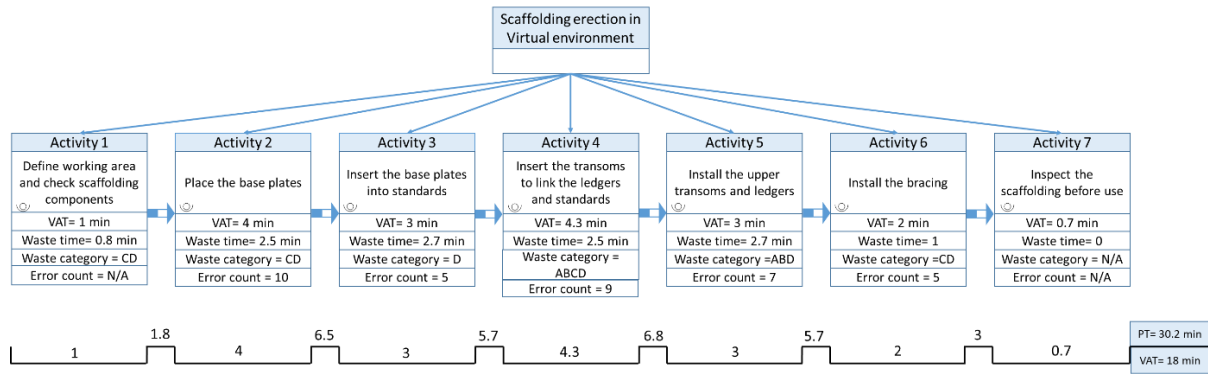 Scaffolding erection in
Virtual environment
Activity 1
Define working area
and check scaffolding
components
VAT= 1 min
Waste time= 0.8 min
Waste category = CD
Error count = N/A
Activity 2
Place the base plates
VAT= 4 min
Waste time= 2.5 min
Waste category = CD
Error count = 10
Activity 3
Insert the base plates
into standards
VAT= 3 min
Waste time= 2.7 min
Waste category = D
Error count = 5
Activity 4
Insert the transoms
to link the ledgers
and standards
VAT= 4.3 min
Waste time= 2.5 min
Waste category =
ABCD
Error count = 9
Activity 5
Install the upper
transoms and ledgers
VAT= 3 min
Waste time= 2.7 min
Waste category =ABD
Error count = 7
Activity 6
Install the bracing
VAT= 2 min
Waste time= 1
Waste category =CD
Error count = 5
Activity 7
Inspect the
scaffolding before use
VAT= 0.7 min
Waste time= 0
Waste category = N/A
Error count = N/A
1.8 6.5 5.7 6.8 5.7 3
1 4 3 4.3 3 2 0.7
PT= 30.2 min
VAT= 18 min